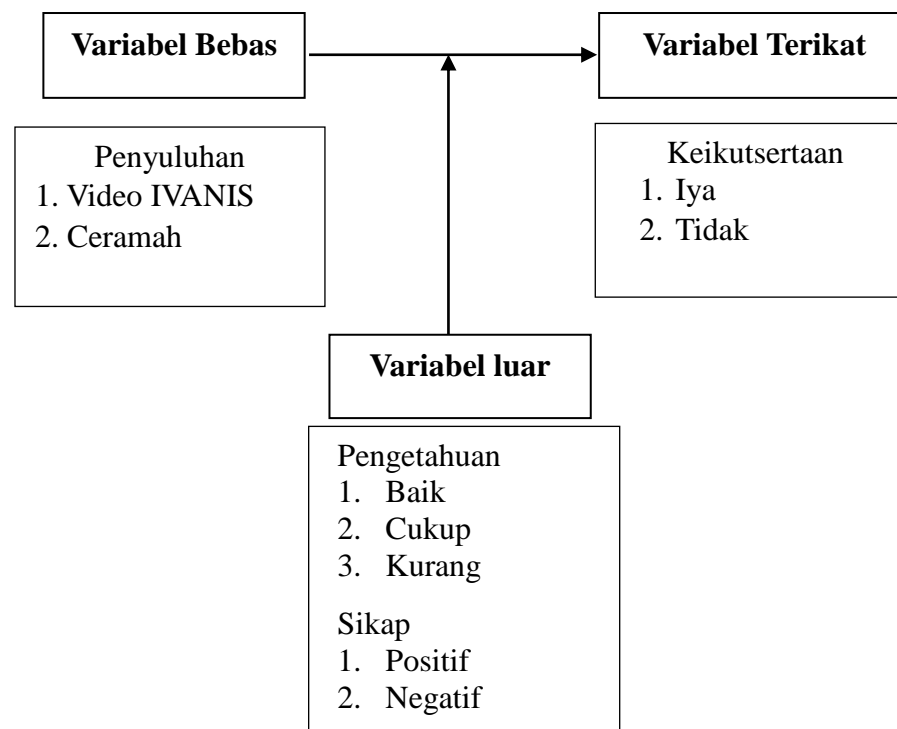 Variabel Bebas
Variabel Terikat
Penyuluhan
1. Video IVANIS
2. Ceramah
Keikutsertaan
1. Iya
2. Tidak
Variabel luar
Pengetahuan
1. Baik
2. Cukup
3. Kurang
Sikap
1. Positif
2. Negatif